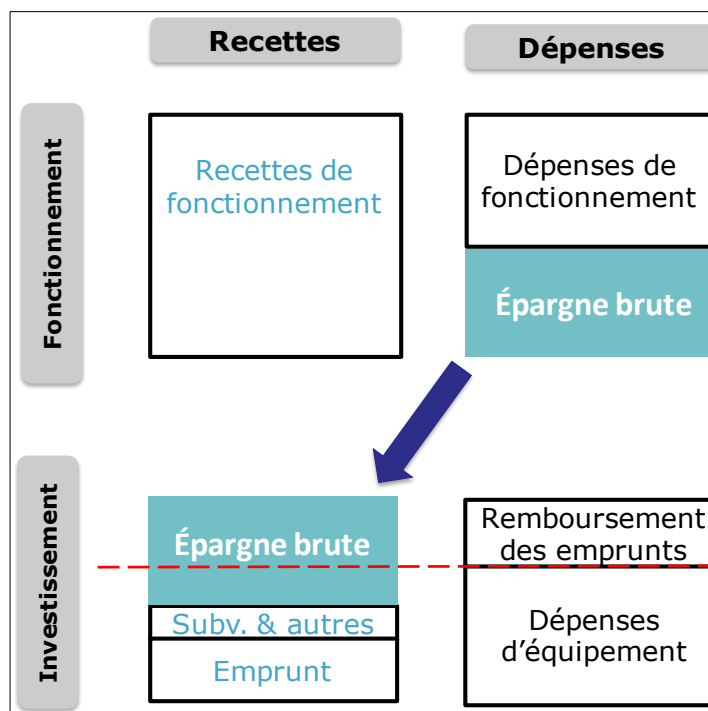 Recettes
Dépenses
Fonctionnement
Recettes de
fonctionnement
Dépenses de
fonctionnement
Épargne brute
Investissement
Épargne brute
Subv. & autres
Emprunt
Remboursement
des emprunts
Dépenses
d’équipement